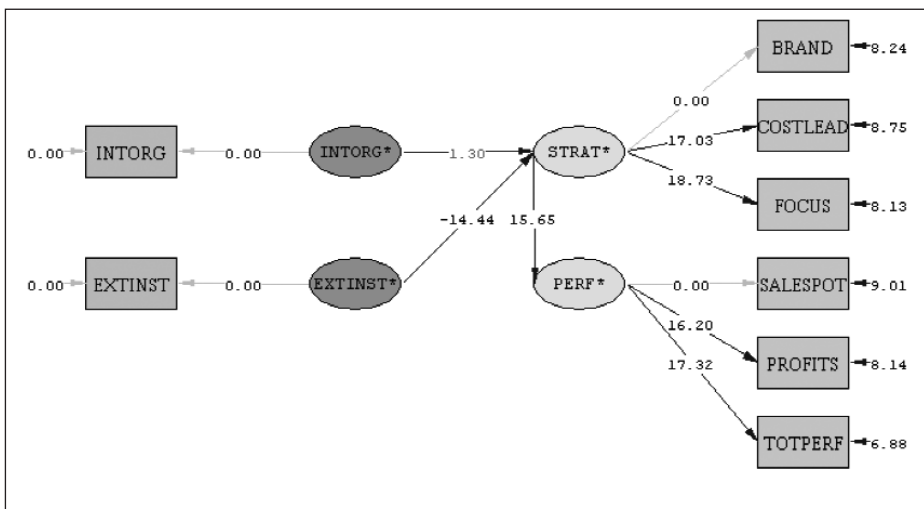 BRAND
8.24
0.00
0.00 INTORG 0.00 INTORG* 1.30 STRAT* 17.03 COSTLEAD 8.75
18.73
FOCUS 8.13
-14.44 15.65
0.00 EXTINST 0.00 EXTINST* PERF* 0.00 SALESPOT 9.01
16.20
17.32 PROFITS 8.14
TOTPERF 6.88